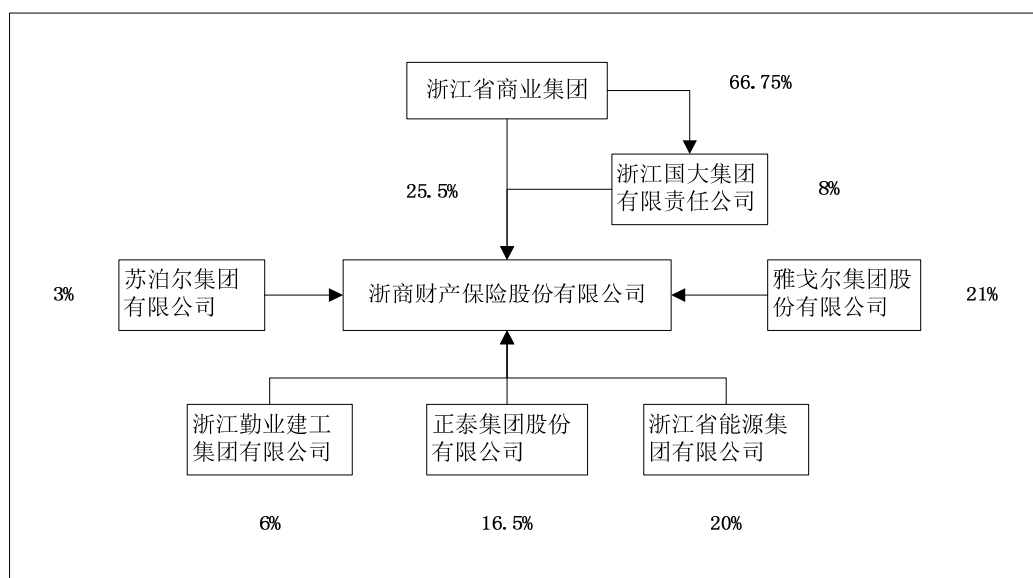 浙江省商业集团
66.75%
浙江国大集团
有限责任公司
25.5%
8%
苏泊尔集团
有限公司
3%
浙商财产保险股份有限公司
雅戈尔集团股
份有限公司
21%
浙江勤业建工
集团有限公司
正泰集团股份
有限公司
浙江省能源集
团有限公司
6%
16.5%
20%